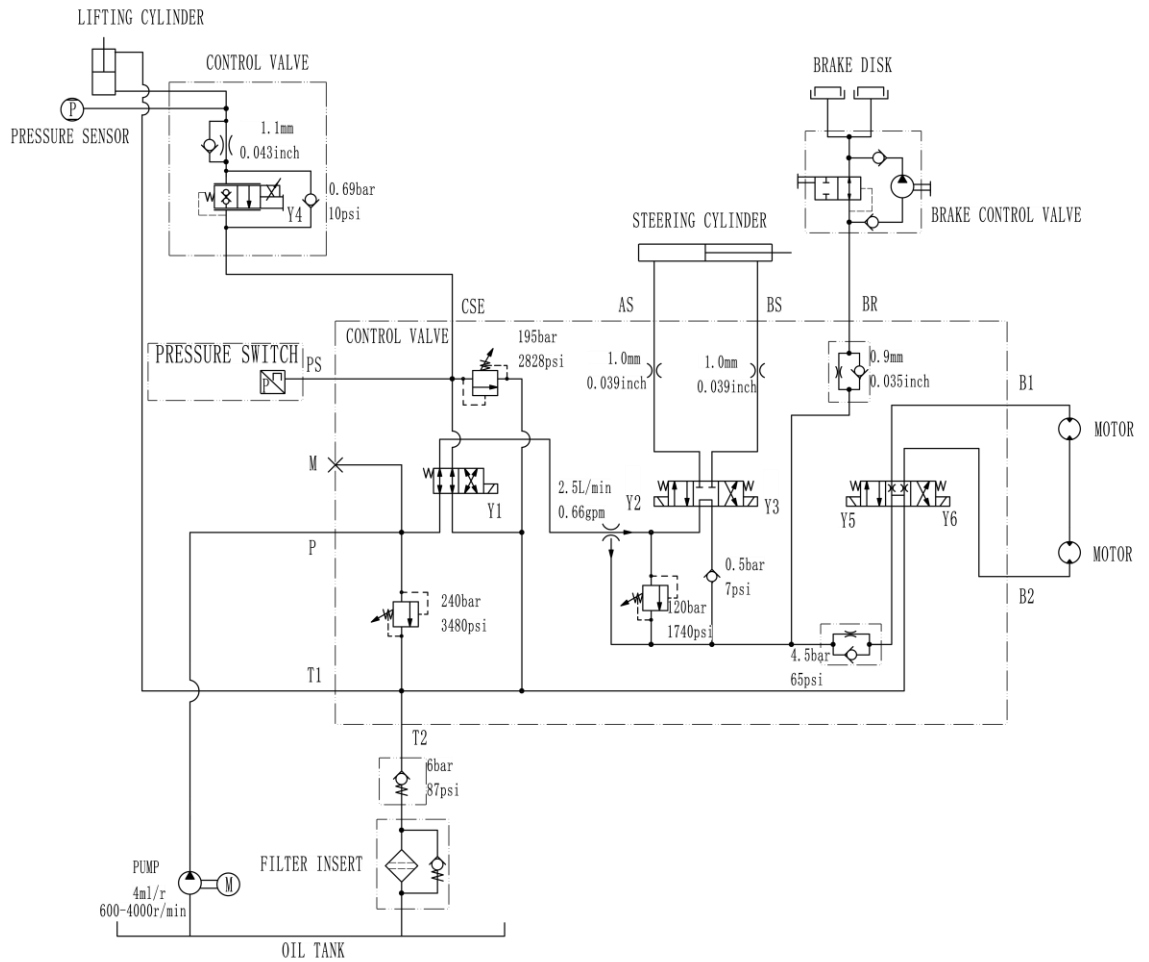 LIFTING CYLINDER
CONTROL VALVE
P
PRESSURE SENSOR
1.1mm
0.043inch
0.69bar
10psi
Y4
BRAKE DISK
BRAKE CONTROL VALVE
STEERING CYLINDER
CSE
AS
BS
BR
CONTROL VALVE
195bar
2828psi
PRESSURE SWITCH
PS
P
1.0mm
0.039inch
1.0mm
0.039inch
0.9mm
0.035inch
B1
MOTOR
M
Y1
2.5L/min
0.66gpm
Y2
Y3
Y5
Y6
P
MOTOR
B2
240bar
3480psi
0.5bar
7psi
120bar
1740psi
4.5bar
65psi
T1
T2
6bar
87psi
FILTER INSERT
PUMP
4ml/r
600-4000r/min
M
OIL TANK